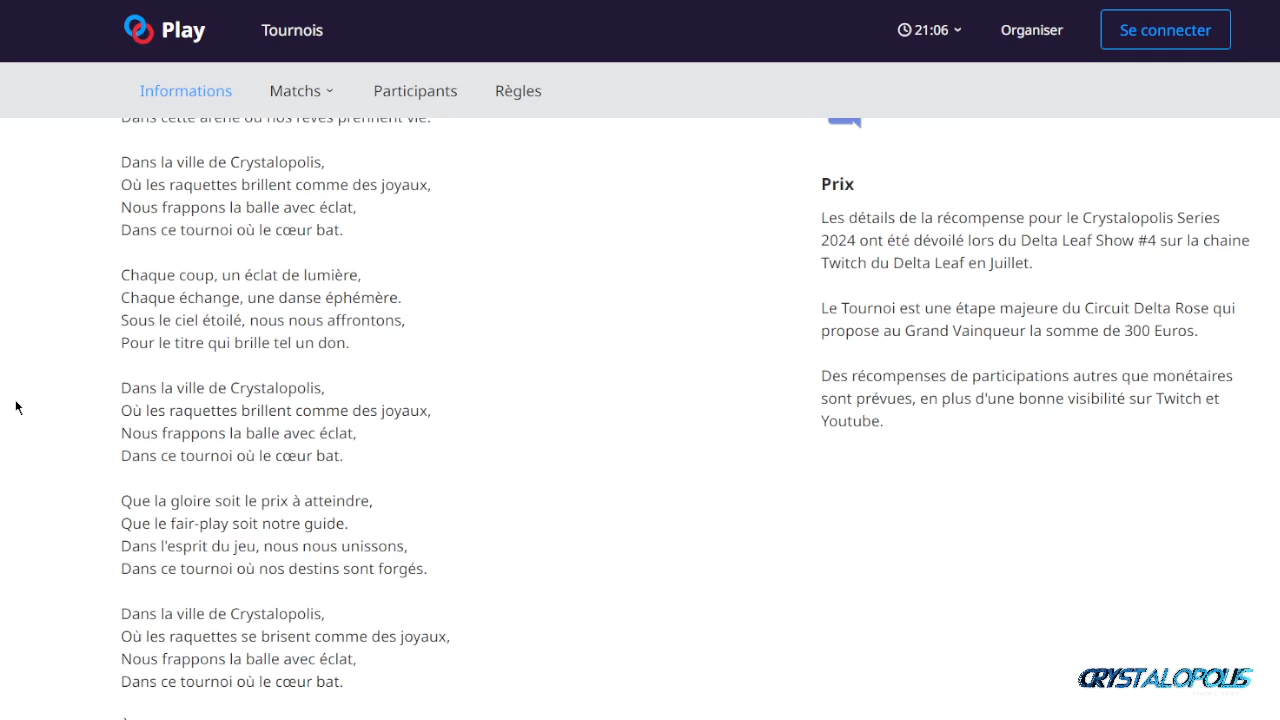 Play
Tournois
21:06
Organiser
Se connecter
Informations
Matchs
Participants
Règles
Dans cette arène où nos rêves prennent vie.
Dans la ville de Crystalopolis,
Où les raquettes brillent comme des joyaux,
Nous frappons la balle avec éclat,
Dans ce tournoi où le cœur bat.
Chaque coup, un éclat de lumière,
Chaque échange, une danse éphémère.
Sous le ciel étoilé, nous nous affrontons,
Pour le titre qui brille tel un don.
Dans la ville de Crystalopolis,
Où les raquettes brillent comme des joyaux,
Nous frappons la balle avec éclat,
Dans ce tournoi où le cœur bat.
Que la gloire soit le prix à atteindre,
Que le fair-play soit notre guide.
Dans l'esprit du jeu, nous nous unissons,
Dans ce tournoi où nos destins sont forgés.
Dans la ville de Crystalopolis,
Où les raquettes se brisent comme des joyaux,
Nous frappons la balle avec éclat,
Dans ce tournoi où le cœur bat.
Prix
Les détails de la récompense pour le Crystalopolis Series
2024 ont été dévoilé lors du Delta Leaf Show #4 sur la chaine
Twitch du Delta Leaf en Juillet.
Le Tournoi est une étape majeure du Circuit Delta Rose qui
propose au Grand Vainqueur la somme de 300 Euros.
Des récompenses de participations autres que monétaires
sont prévues, en plus d'une bonne visibilité sur Twitch et
Youtube.
CRYSTALOPOLIS